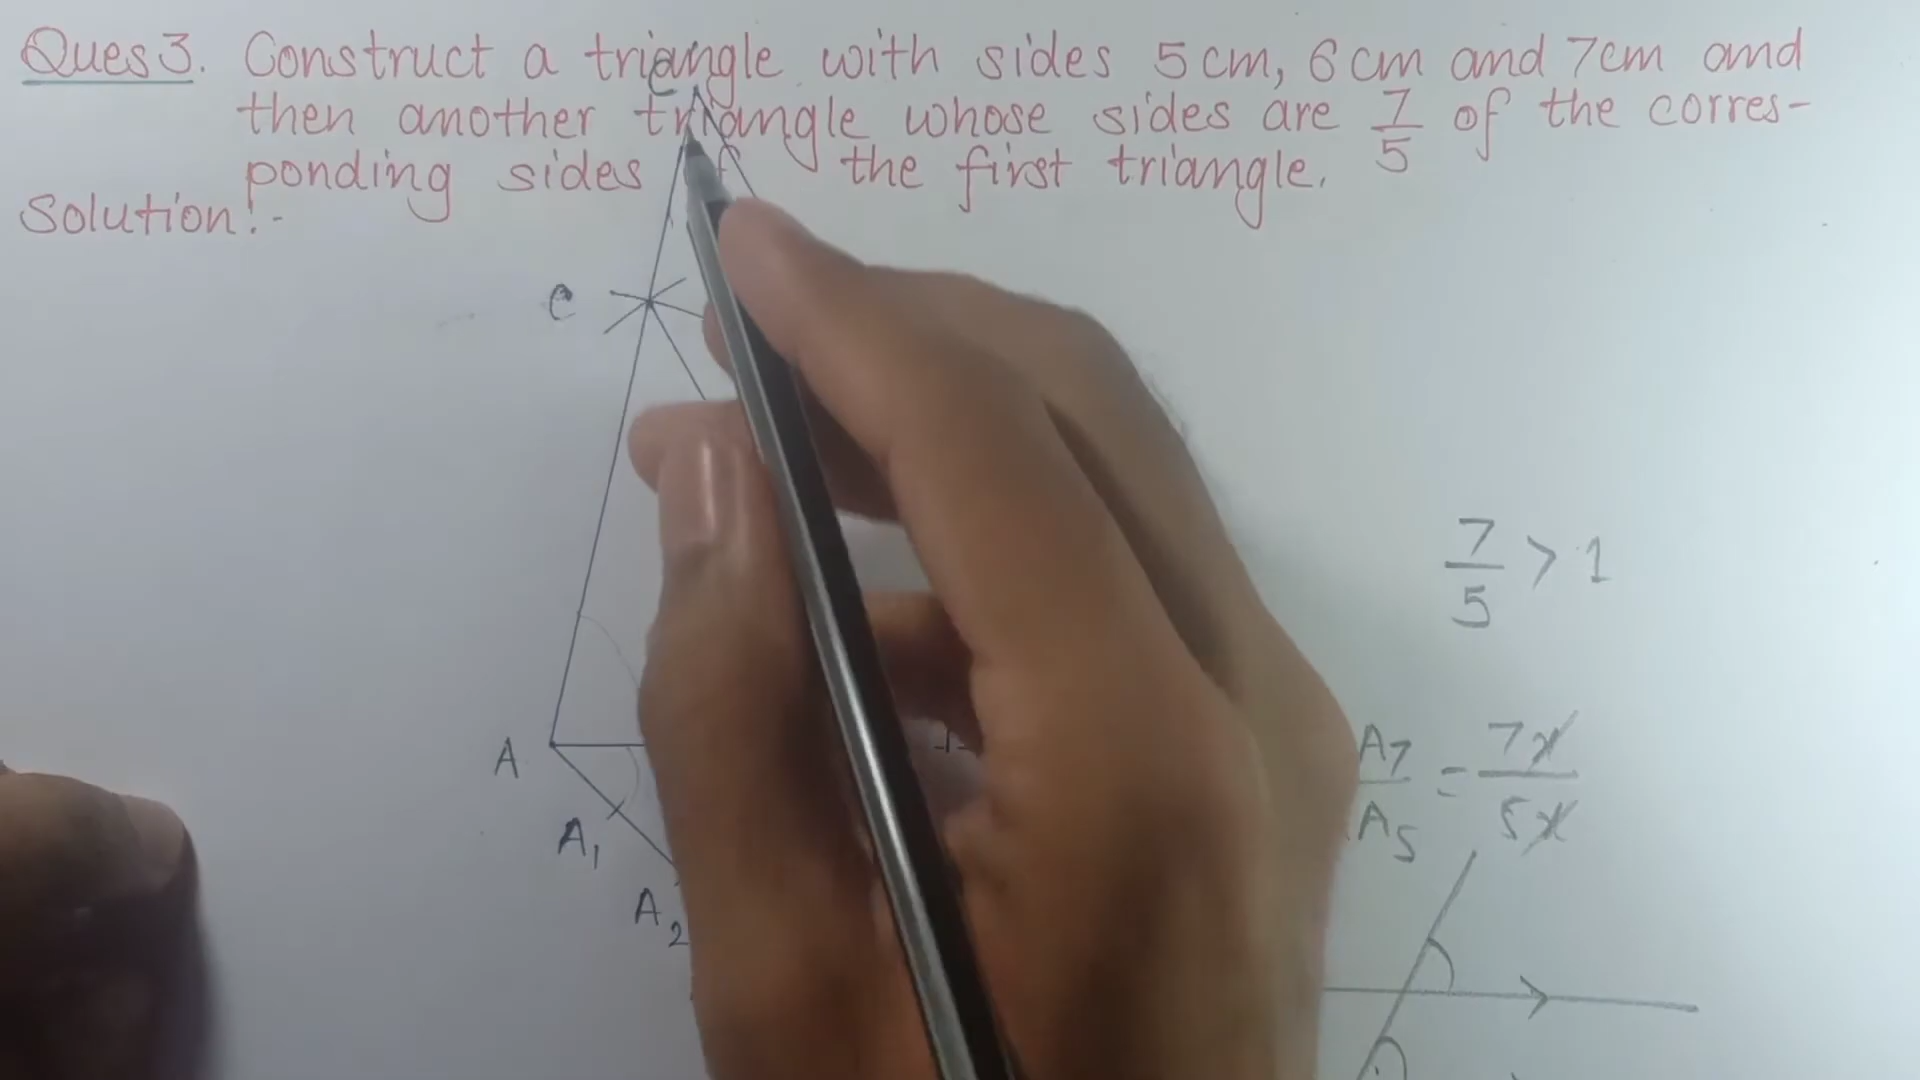 Ques 3. Construct a triangle with sides 5 cm, 6 cm and 7 cm and
then another triangle whose sides are 7/5 of the corres-
ponding sides the first triangle.
Solution:-
C
7/5 > 1
A
A7/A5 = 7x/5x
A1
A2